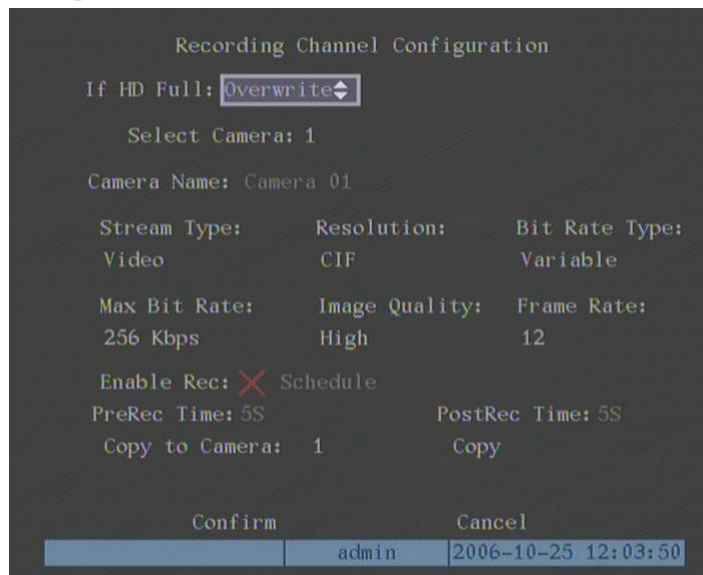 Recording Channel Configuration
If HD Full: Overwrite
Select Camera: 1
Camera Name: Camera 01
Stream Type: Resolution: Bit Rate Type:
Video CIF Variable
Max Bit Rate: Image Quality: Frame Rate:
256 Kbps High 12
Enable Rec: Schedule
PreRec Time: 5S PostRec Time: 5S
Copy to Camera: 1 Copy
Confirm Cancel
admin 2006-10-25 12:03:50